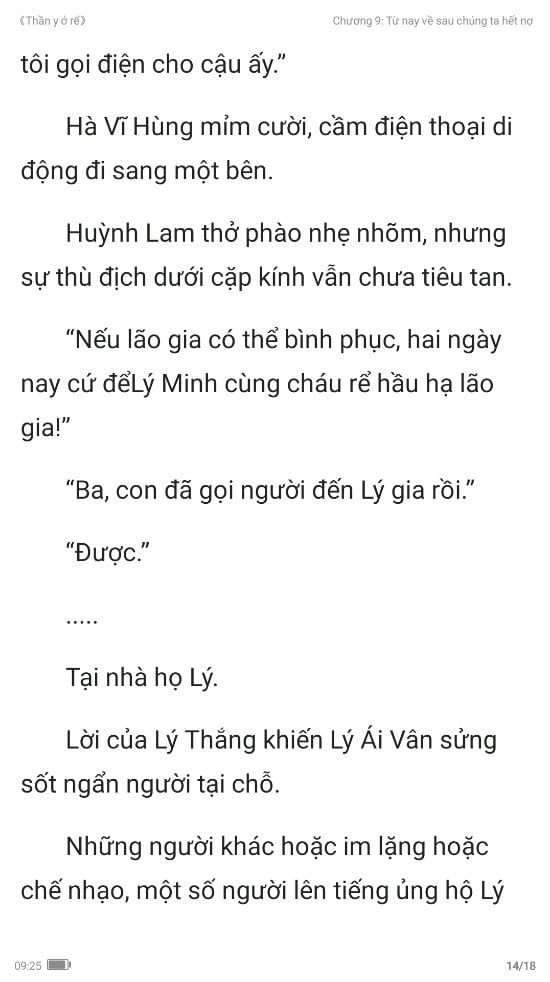 《Thần y ở rể》 Chương 9: Từ nay về sau chúng ta hết nợ
tôi gọi điện cho cậu ấy.”
Hà Vĩ Hùng mỉm cười, cầm điện thoại di
động đi sang một bên.
Huỳnh Lam thở phào nhẹ nhõm, nhưng
sự thù địch dưới cặp kính vẫn chưa tiêu tan.
“Nếu lão gia có thể bình phục, hai ngày
nay cứ đểLý Minh cùng cháu rể hầu hạ lão
gia!”
“Ba, con đã gọi người đến Lý gia rồi.”
“Được.”
.....
Tại nhà họ Lý.
Lời của Lý Thắng khiến Lý Ái Vân sửng
sốt ngẩn người tại chỗ.
Những người khác hoặc im lặng hoặc
chế nhạo, một số người lên tiếng ủng hộ Lý
09:25 14/18